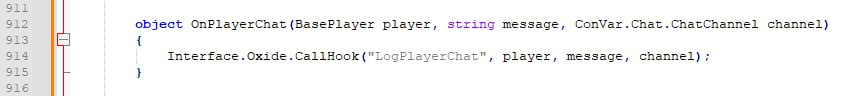 911
912 object OnPlayerChat(BasePlayer player, string message, ConVar.Chat.ChatChannel channel)
913 {
914 Interface.Oxide.CallHook("LogPlayerChat", player, message, channel);
915 }
916